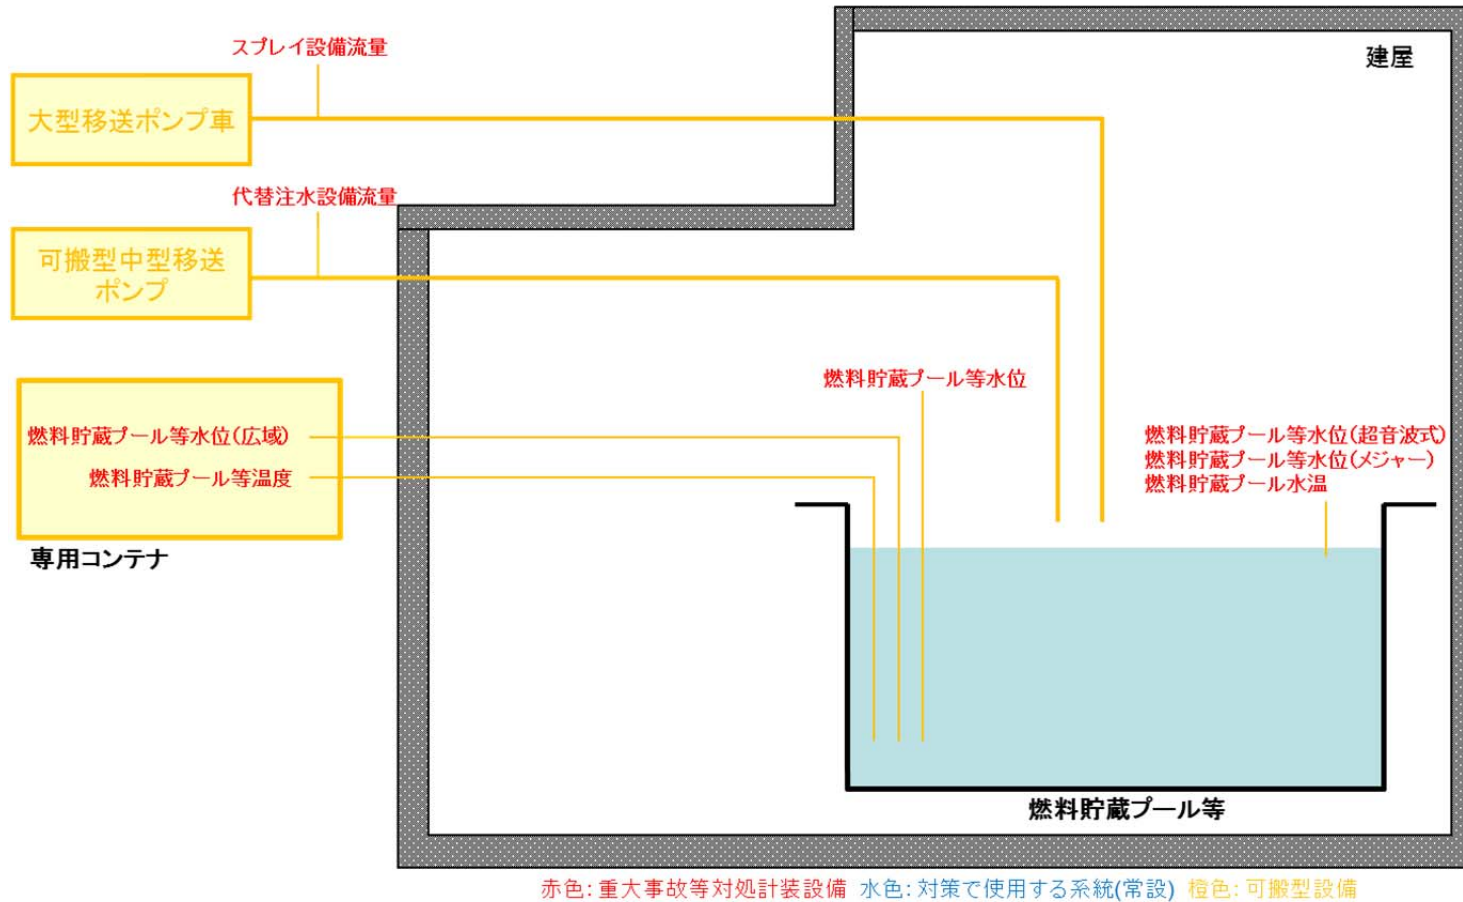 スプレイ設備流量
建屋
大型移送ポンプ車
代替注水設備流量
可搬型中型移送
ポンプ
燃料貯蔵プール等水位
燃料貯蔵プール等水位(広域)
燃料貯蔵プール等温度
燃料貯蔵プール等水位(超音波式)
燃料貯蔵プール等水位(メジャー)
燃料貯蔵プール水温
専用コンテナ
燃料貯蔵プール等
赤色:重大事故等対処計装設備 水色:対策で使用する系統(常設) 橙色:可搬型設備